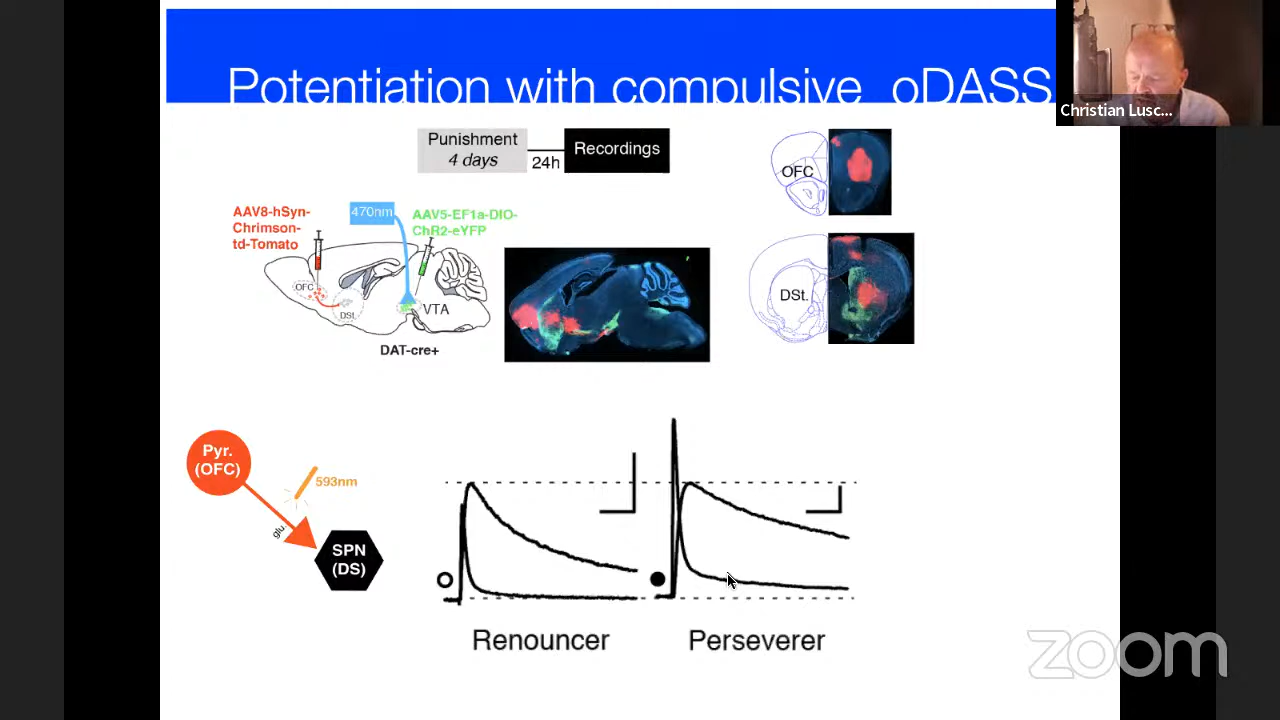 Potentiation with compulsive oDASS
Christian Lusc...
Punishment
4 days
24h
Recordings
OFC
AAV8-hSyn-
Chrimson-
td-Tomato
470nm
AAV5-EF1a-DIO-
ChR2-eYFP
OFC
DSt.
VTA
DAT-cre+
DSt.
Pyr.
(OFC)
593nm
glu.
SPN
(DS)
Renouncer
Perseverer
zoom